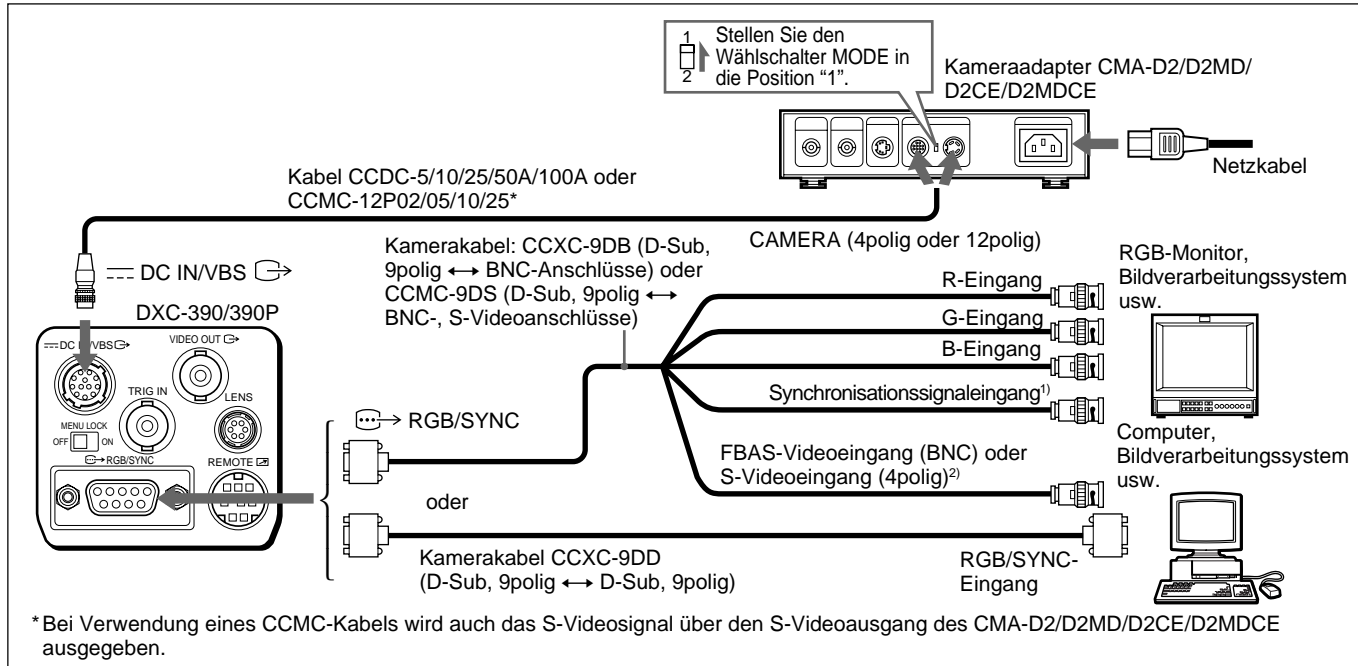 1
2
Stellen Sie den
Wählschalter MODE in
die Position “1”.
Kameraadapter CMA-D2/D2MD/
D2CE/D2MDCE
Netzkabel
Kabel CCDC-5/10/25/50A/100A oder
CCMC-12P02/05/10/25*
CAMERA (4polig oder 12polig)
Kamerakabel: CCXC-9DB (D-Sub,
9polig ↔ BNC-Anschlüsse) oder
CCMC-9DS (D-Sub, 9polig ↔
BNC-, S-Videoanschlüsse)
DC IN/VBS
DXC-390/390P
DC IN/VBS
VIDEO OUT
TRIG IN
LENS
MENU LOCK
OFF ON
RGB/SYNC
REMOTE
RGB/SYNC
oder
R-Eingang
G-Eingang
B-Eingang
Synchronisationssignaleingang1)
FBAS-Videoeingang (BNC) oder
S-Videoeingang (4polig)2)
RGB-Monitor,
Bildverarbeitungssystem
usw.
Computer,
Bildverarbeitungssystem
usw.
Kamerakabel CCXC-9DD
(D-Sub, 9polig ↔ D-Sub, 9polig)
RGB/SYNC-
Eingang
* Bei Verwendung eines CCMC-Kabels wird auch das S-Videosignal über den S-Videoausgang des CMA-D2/D2MD/D2CE/D2MDCE
ausgegeben.